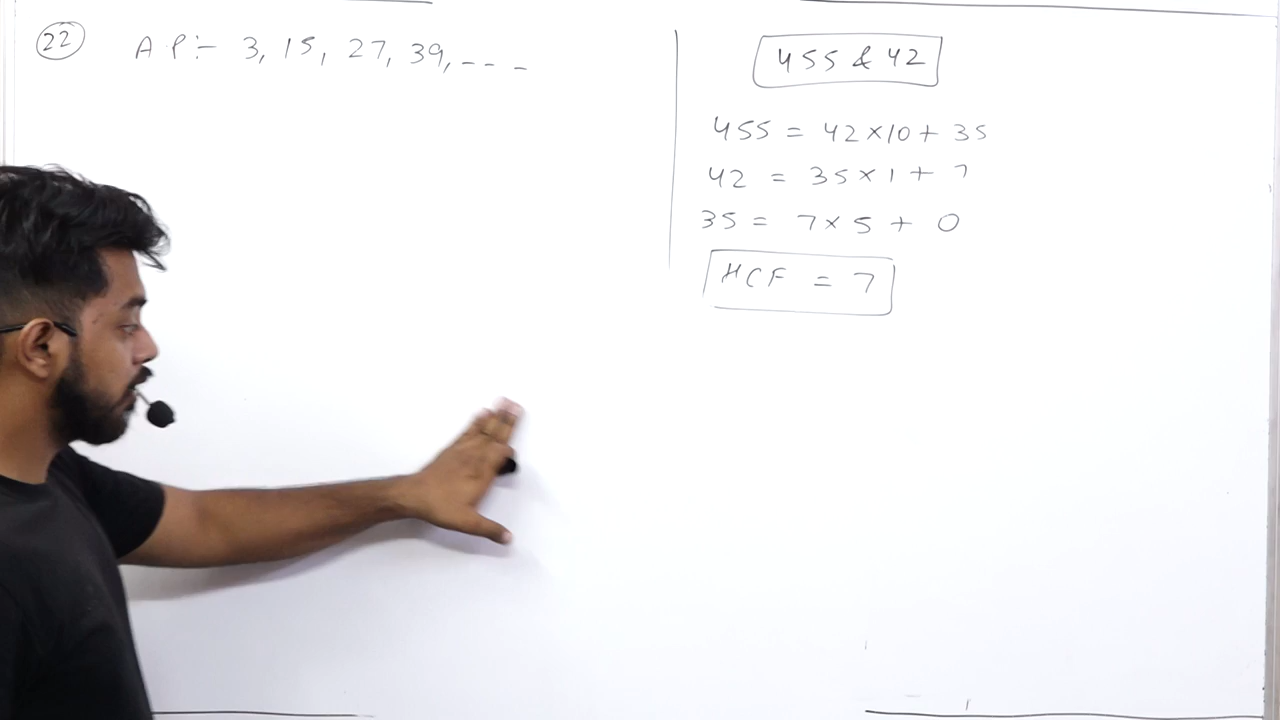 22 A P:- 3, 15, 27, 39, - - -
455 & 42
455 = 42 × 10 + 35
42 = 35 × 1 + 7
35 = 7 × 5 + 0
HCF = 7